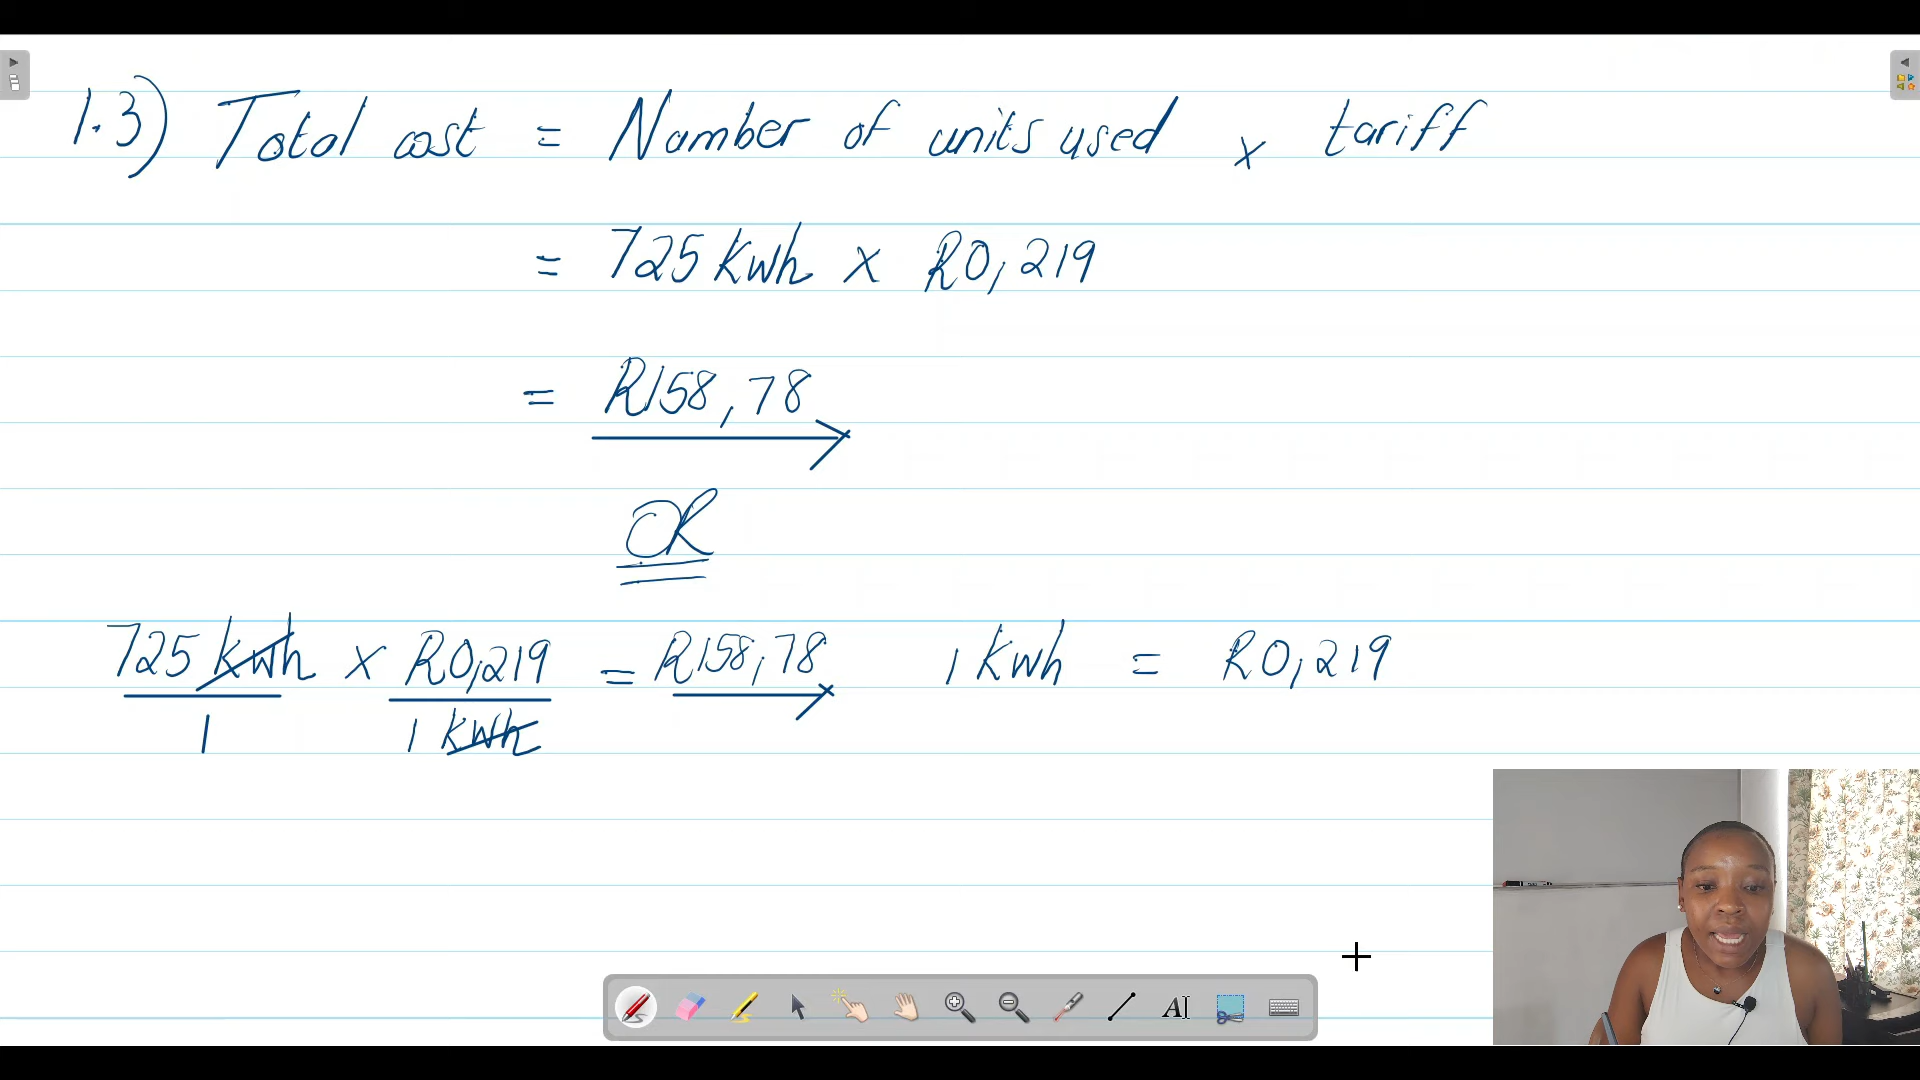 1.3) Total cost = Number of units used x tariff
= 725 kwh x R0,219
= R158,78
OR
725 kwh x R0,219 = R158,78 1 kwh = R0,219
1 1 kwh
AI